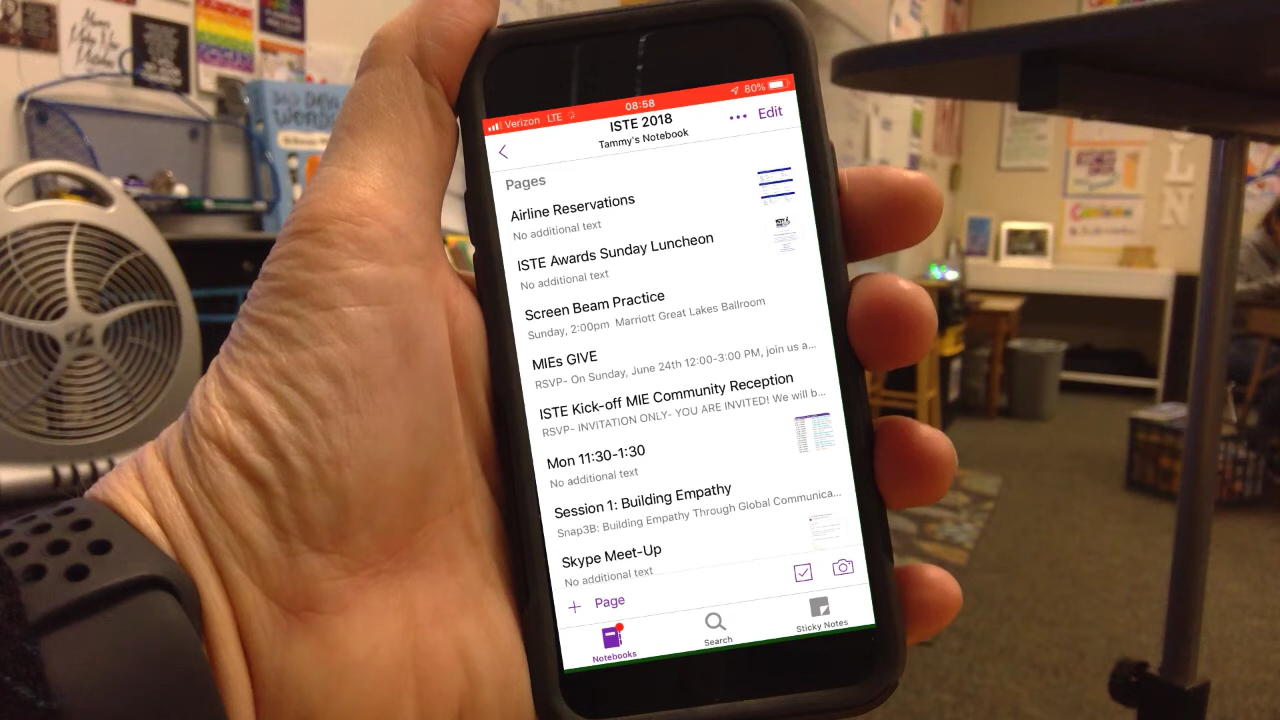 Verizon LTE 08:58 80%
ISTE 2018
Tammy's Notebook
Edit
Pages
Airline Reservations
No additional text
ISTE Awards Sunday Luncheon
No additional text
Screen Beam Practice
Sunday, 2:00pm Marriott Great Lakes Ballroom
MIEs GIVE
RSVP- On Sunday, June 24th 12:00-3:00 PM, join us a...
ISTE Kick-off MIE Community Reception
RSVP- INVITATION ONLY- YOU ARE INVITED! We will b...
Mon 11:30-1:30
No additional text
Session 1: Building Empathy
Snap3B: Building Empathy Through Global Communica...
Skype Meet-Up
No additional text
+ Page
Notebooks
Search
Sticky Notes